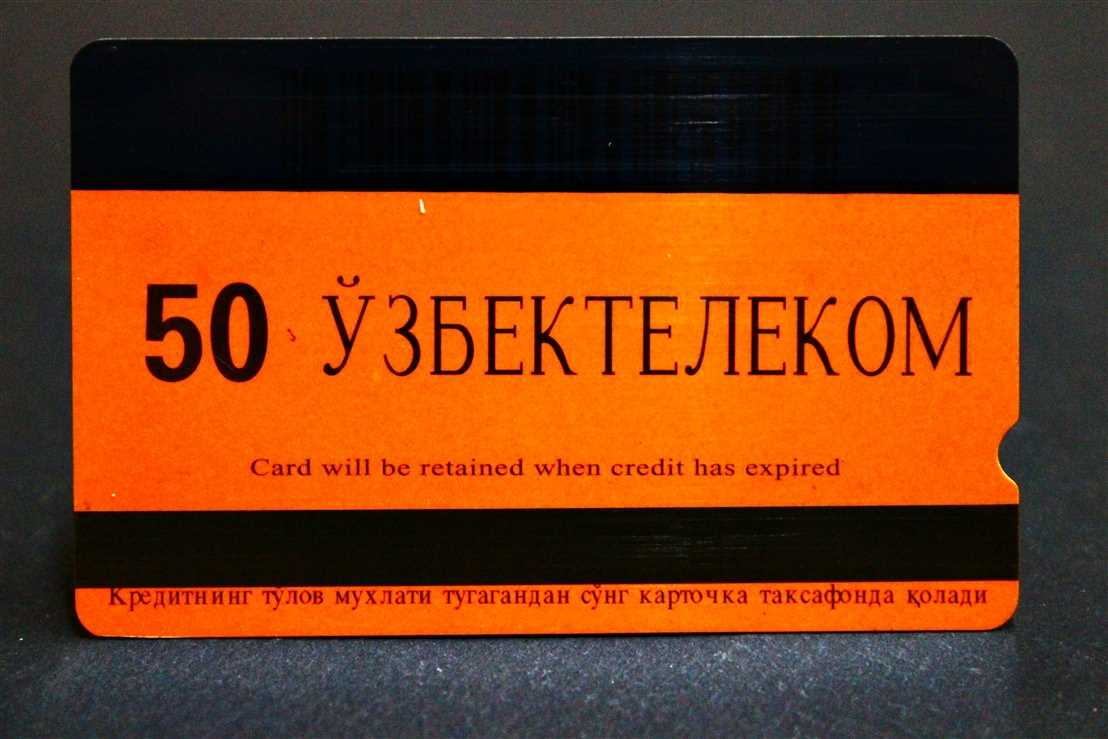 50 ЎЗБЕКТЕЛЕКОМ
Card will be retained when credit has expired
Кредитнинг тўлов мухлати тугагандан сўнг карточка таксафонда қолади